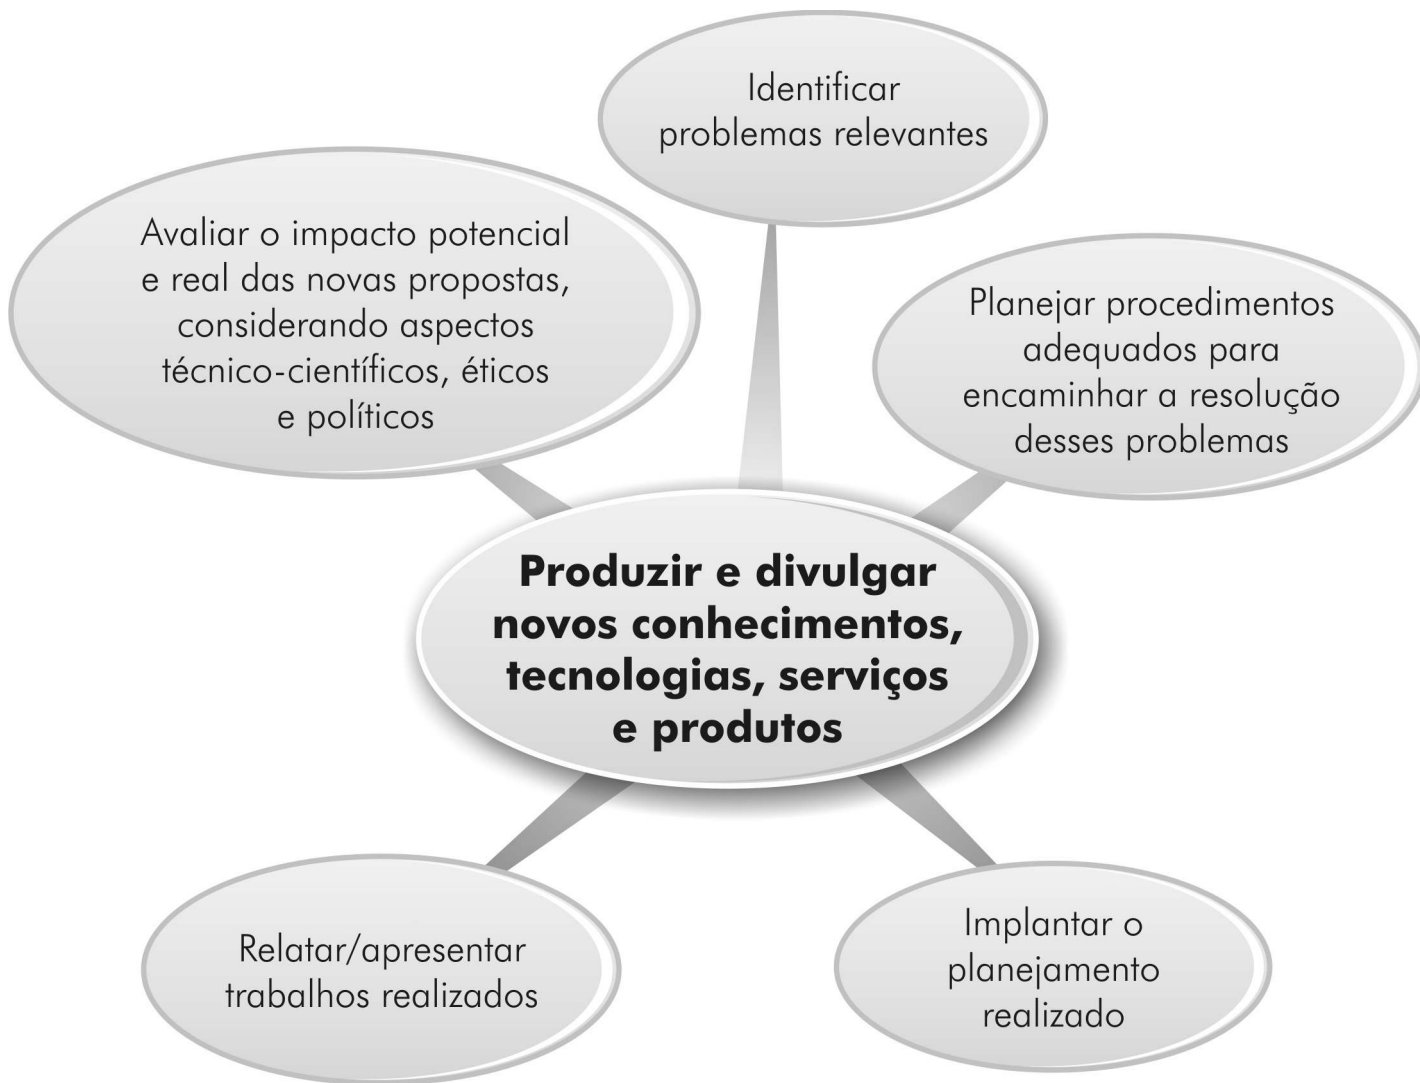 Identificar
problemas relevantes
Avaliar o impacto potencial
e real das novas propostas,
considerando aspectos
técnico-científicos, éticos
e políticos
Planejar procedimentos
adequados para
encaminhar a resolução
desses problemas
Produzir e divulgar
novos conhecimentos,
tecnologias, serviços
e produtos
Relatar/apresentar
trabalhos realizados
Implantar o
planejamento
realizado